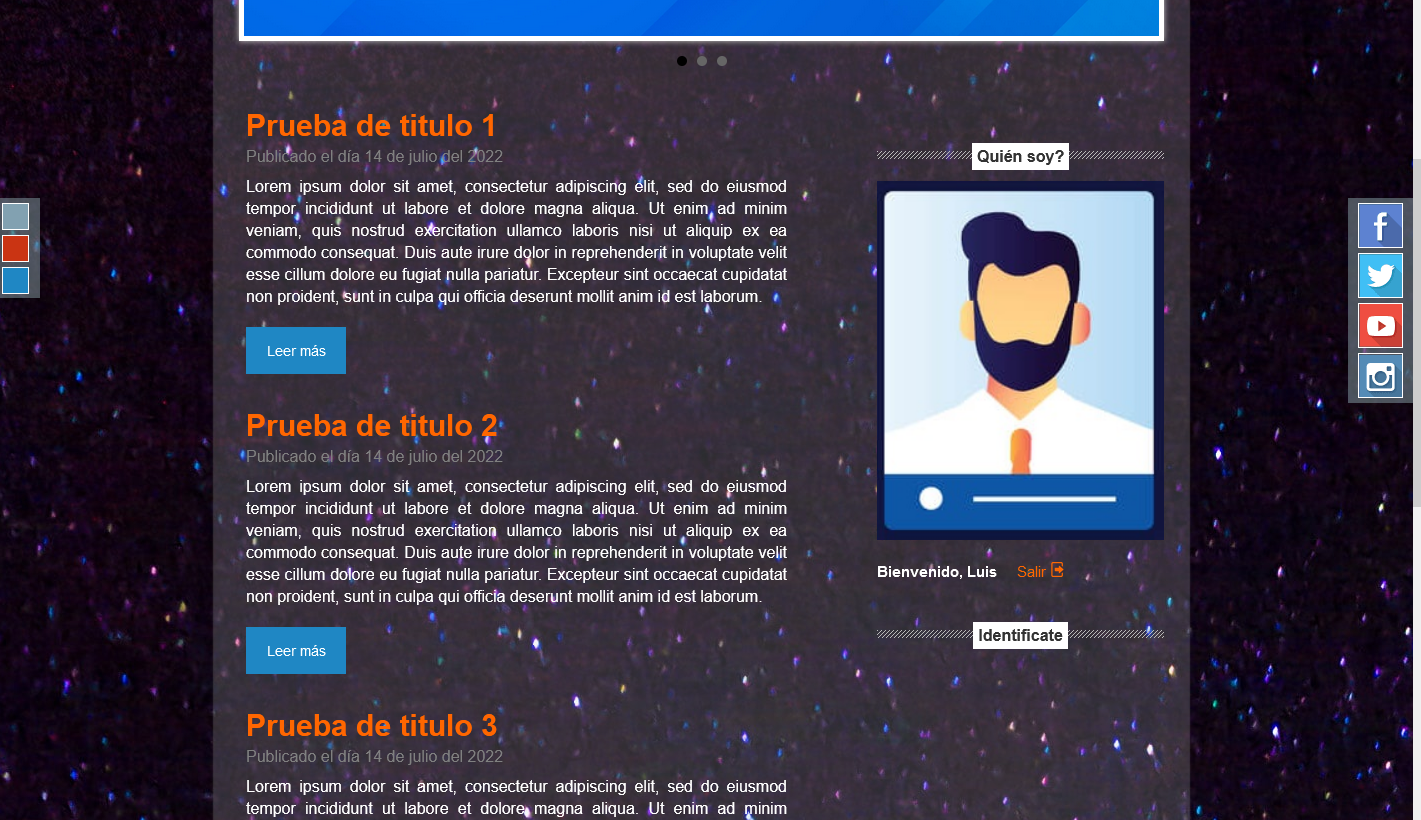 Prueba de titulo 1
Publicado el día 14 de julio del 2022
Lorem ipsum dolor sit amet, consectetur adipiscing elit, sed do eiusmod
tempor incididunt ut labore et dolore magna aliqua. Ut enim ad minim
veniam, quis nostrud exercitation ullamco laboris nisi ut aliquip ex ea
commodo consequat. Duis aute irure dolor in reprehenderit in voluptate velit
esse cillum dolore eu fugiat nulla pariatur. Excepteur sint occaecat cupidatat
non proident, sunt in culpa qui officia deserunt mollit anim id est laborum.
Leer más
Prueba de titulo 2
Publicado el día 14 de julio del 2022
Lorem ipsum dolor sit amet, consectetur adipiscing elit, sed do eiusmod
tempor incididunt ut labore et dolore magna aliqua. Ut enim ad minim
veniam, quis nostrud exercitation ullamco laboris nisi ut aliquip ex ea
commodo consequat. Duis aute irure dolor in reprehenderit in voluptate velit
esse cillum dolore eu fugiat nulla pariatur. Excepteur sint occaecat cupidatat
non proident, sunt in culpa qui officia deserunt mollit anim id est laborum.
Leer más
Prueba de titulo 3
Publicado el día 14 de julio del 2022
Lorem ipsum dolor sit amet, consectetur adipiscing elit, sed do eiusmod
tempor incididunt ut labore et dolore magna aliqua. Ut enim ad minim
Quién soy?
Bienvenido, Luis Salir
Identificate